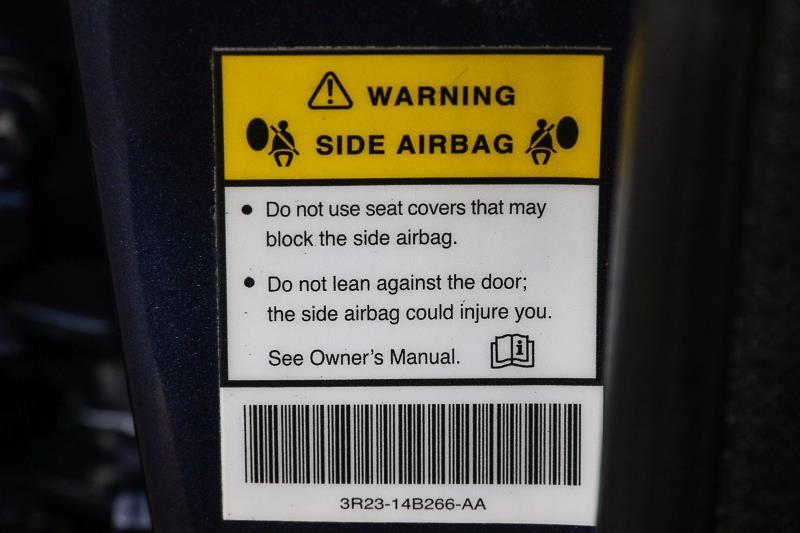 WARNING
SIDE AIRBAG
• Do not use seat covers that may
block the side airbag.
• Do not lean against the door;
the side airbag could injure you.
See Owner's Manual.
3R23-14B266-AA